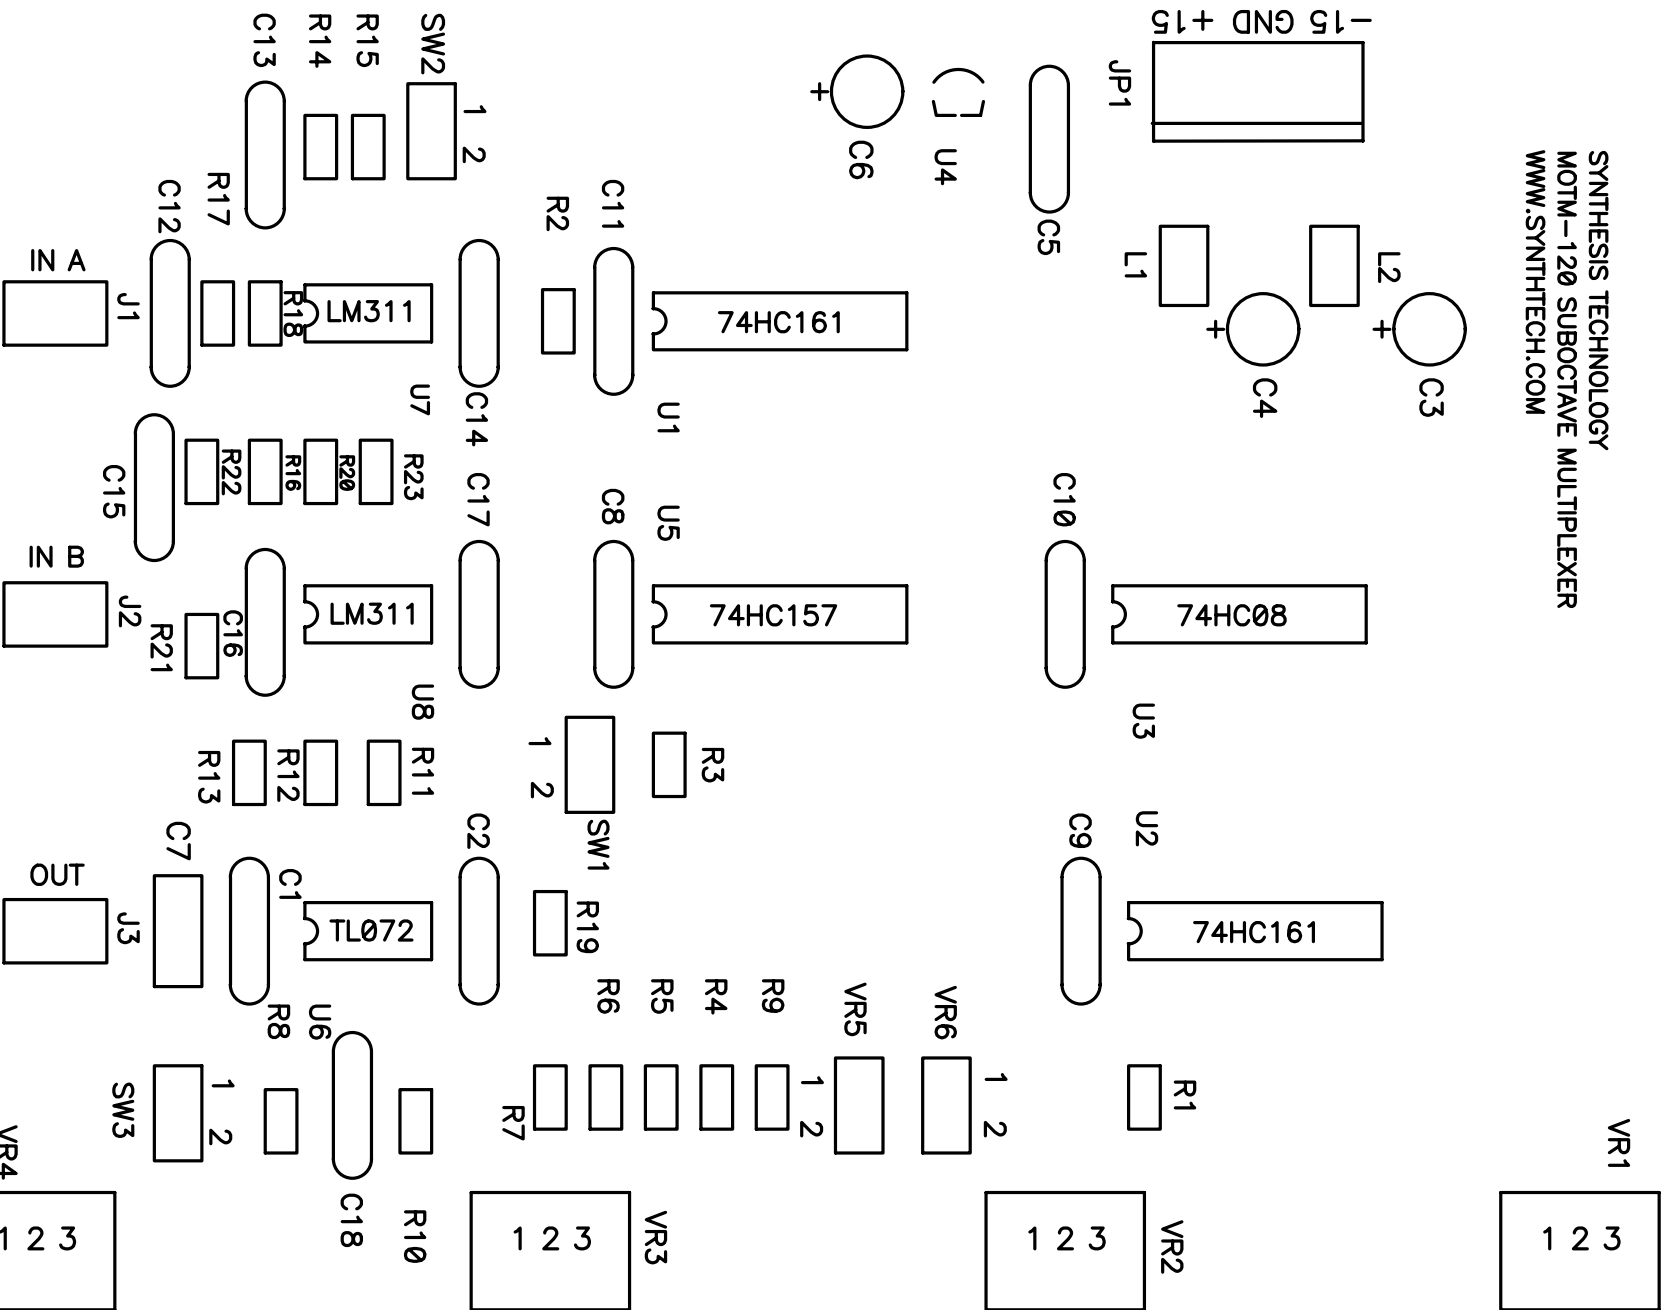 SYNTHESIS TECHNOLOGY
MOTM-120 SUBOCTAVE MULTIPLEXER
WWW.SYNTHTECH.COM
-15 GND +15
JP1
C13
R14
R15
SW2
1
2
C6
U4
C5
C12
R17
R2
C11
L1
L2
IN A
J1
R18
LM311
74HC161
C4
C3
U7
C14
U1
C15
R22
R16
R20
R23
C17
C8
U5
C10
IN B
J2
R21
C16
LM311
74HC157
74HC08
U8
U3
R13
R12
R11
1
2
SW1
R3
C7
C2
C9
U2
OUT
J3
C1
TL072
R19
74HC161
R8
U6
R6
R5
R4
R9
VR5
VR6
SW3
1
2
R7
1
2
1
2
R1
VR4
VR1
C18
R10
1 2 3
1 2 3
VR3
1 2 3
VR2
1 2 3